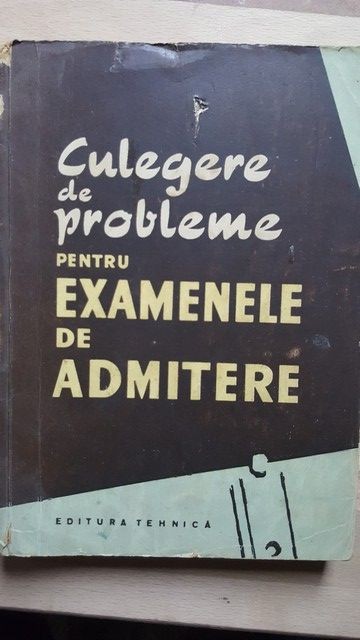 Culegere
de
probleme
PENTRU
EXAMENELE
DE
ADMITERE
EDITURA TEHNICĂ